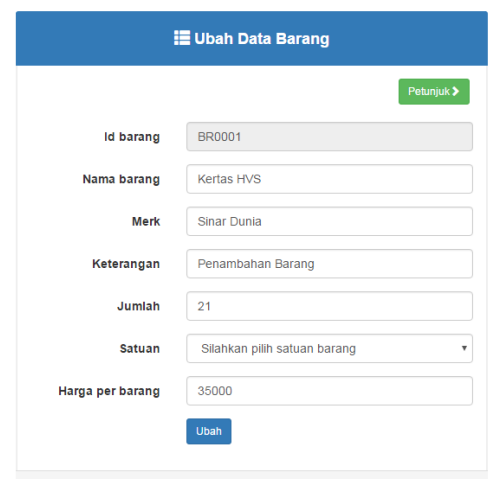 Ubah Data Barang
Petunjuk
Id barang BR0001
Nama barang Kertas HVS
Merk Sinar Dunia
Keterangan Penambahan Barang
Jumlah 21
Satuan Silahkan pilih satuan barang
Harga per barang 35000
Ubah